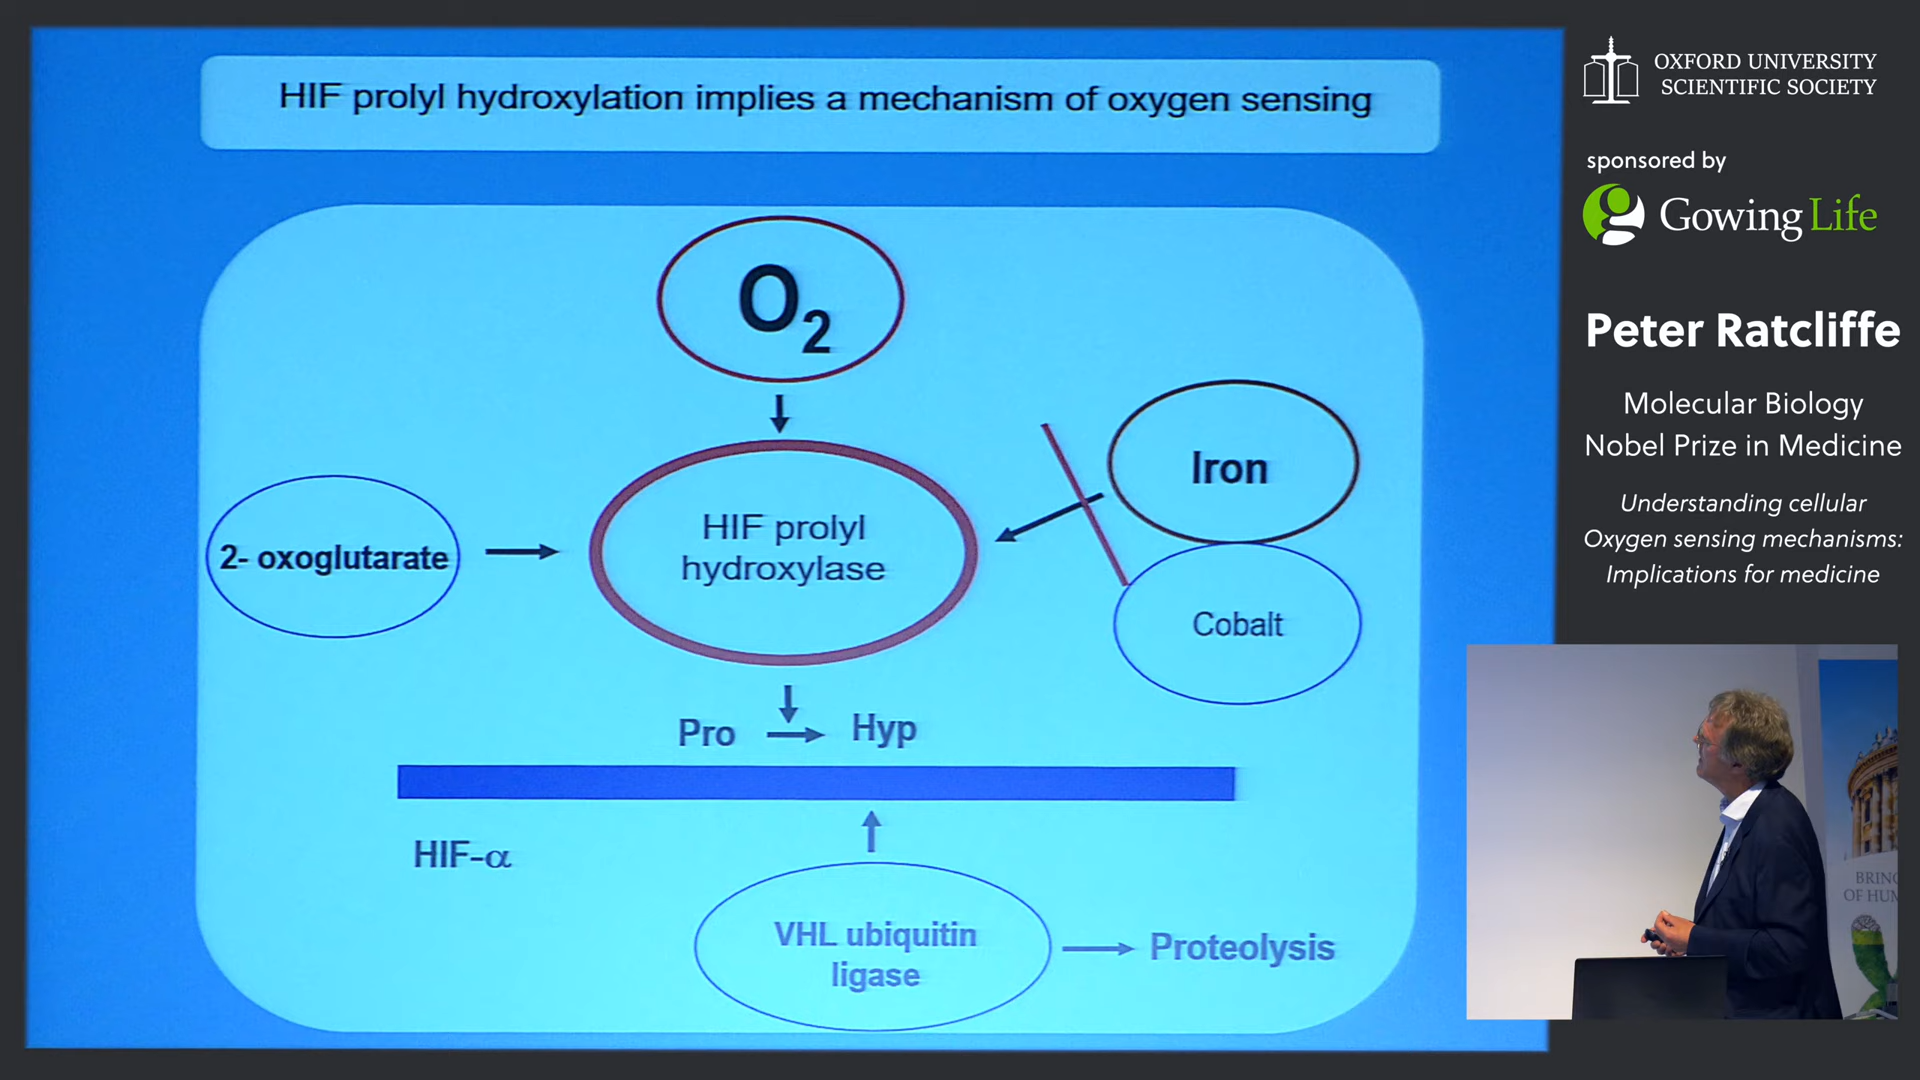 HIF prolyl hydroxylation implies a mechanism of oxygen sensing
O₂
HIF prolyl
hydroxylase
2- oxoglutarate
Iron
Cobalt
Pro
Hyp
HIF-α
VHL ubiquitin
ligase
Proteolysis
OXFORD UNIVERSITY
SCIENTIFIC SOCIETY
sponsored by
Gowing Life
Peter Ratcliffe
Molecular Biology
Nobel Prize in Medicine
Understanding cellular
Oxygen sensing mechanisms:
Implications for medicine
OF